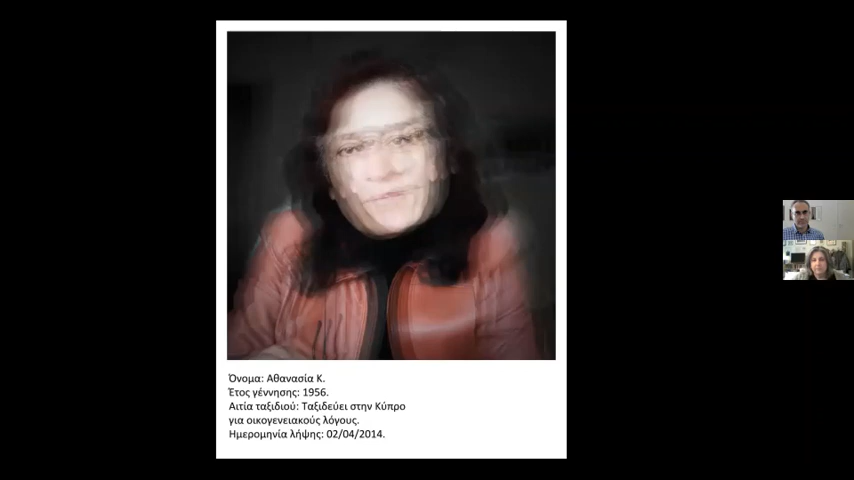 Όνομα: Αθανασία Κ.
Έτος γέννησης: 1956.
Αιτία ταξιδιού: Ταξιδεύει στην Κύπρο
για οικογενειακούς λόγους.
Ημερομηνία λήψης: 02/04/2014.